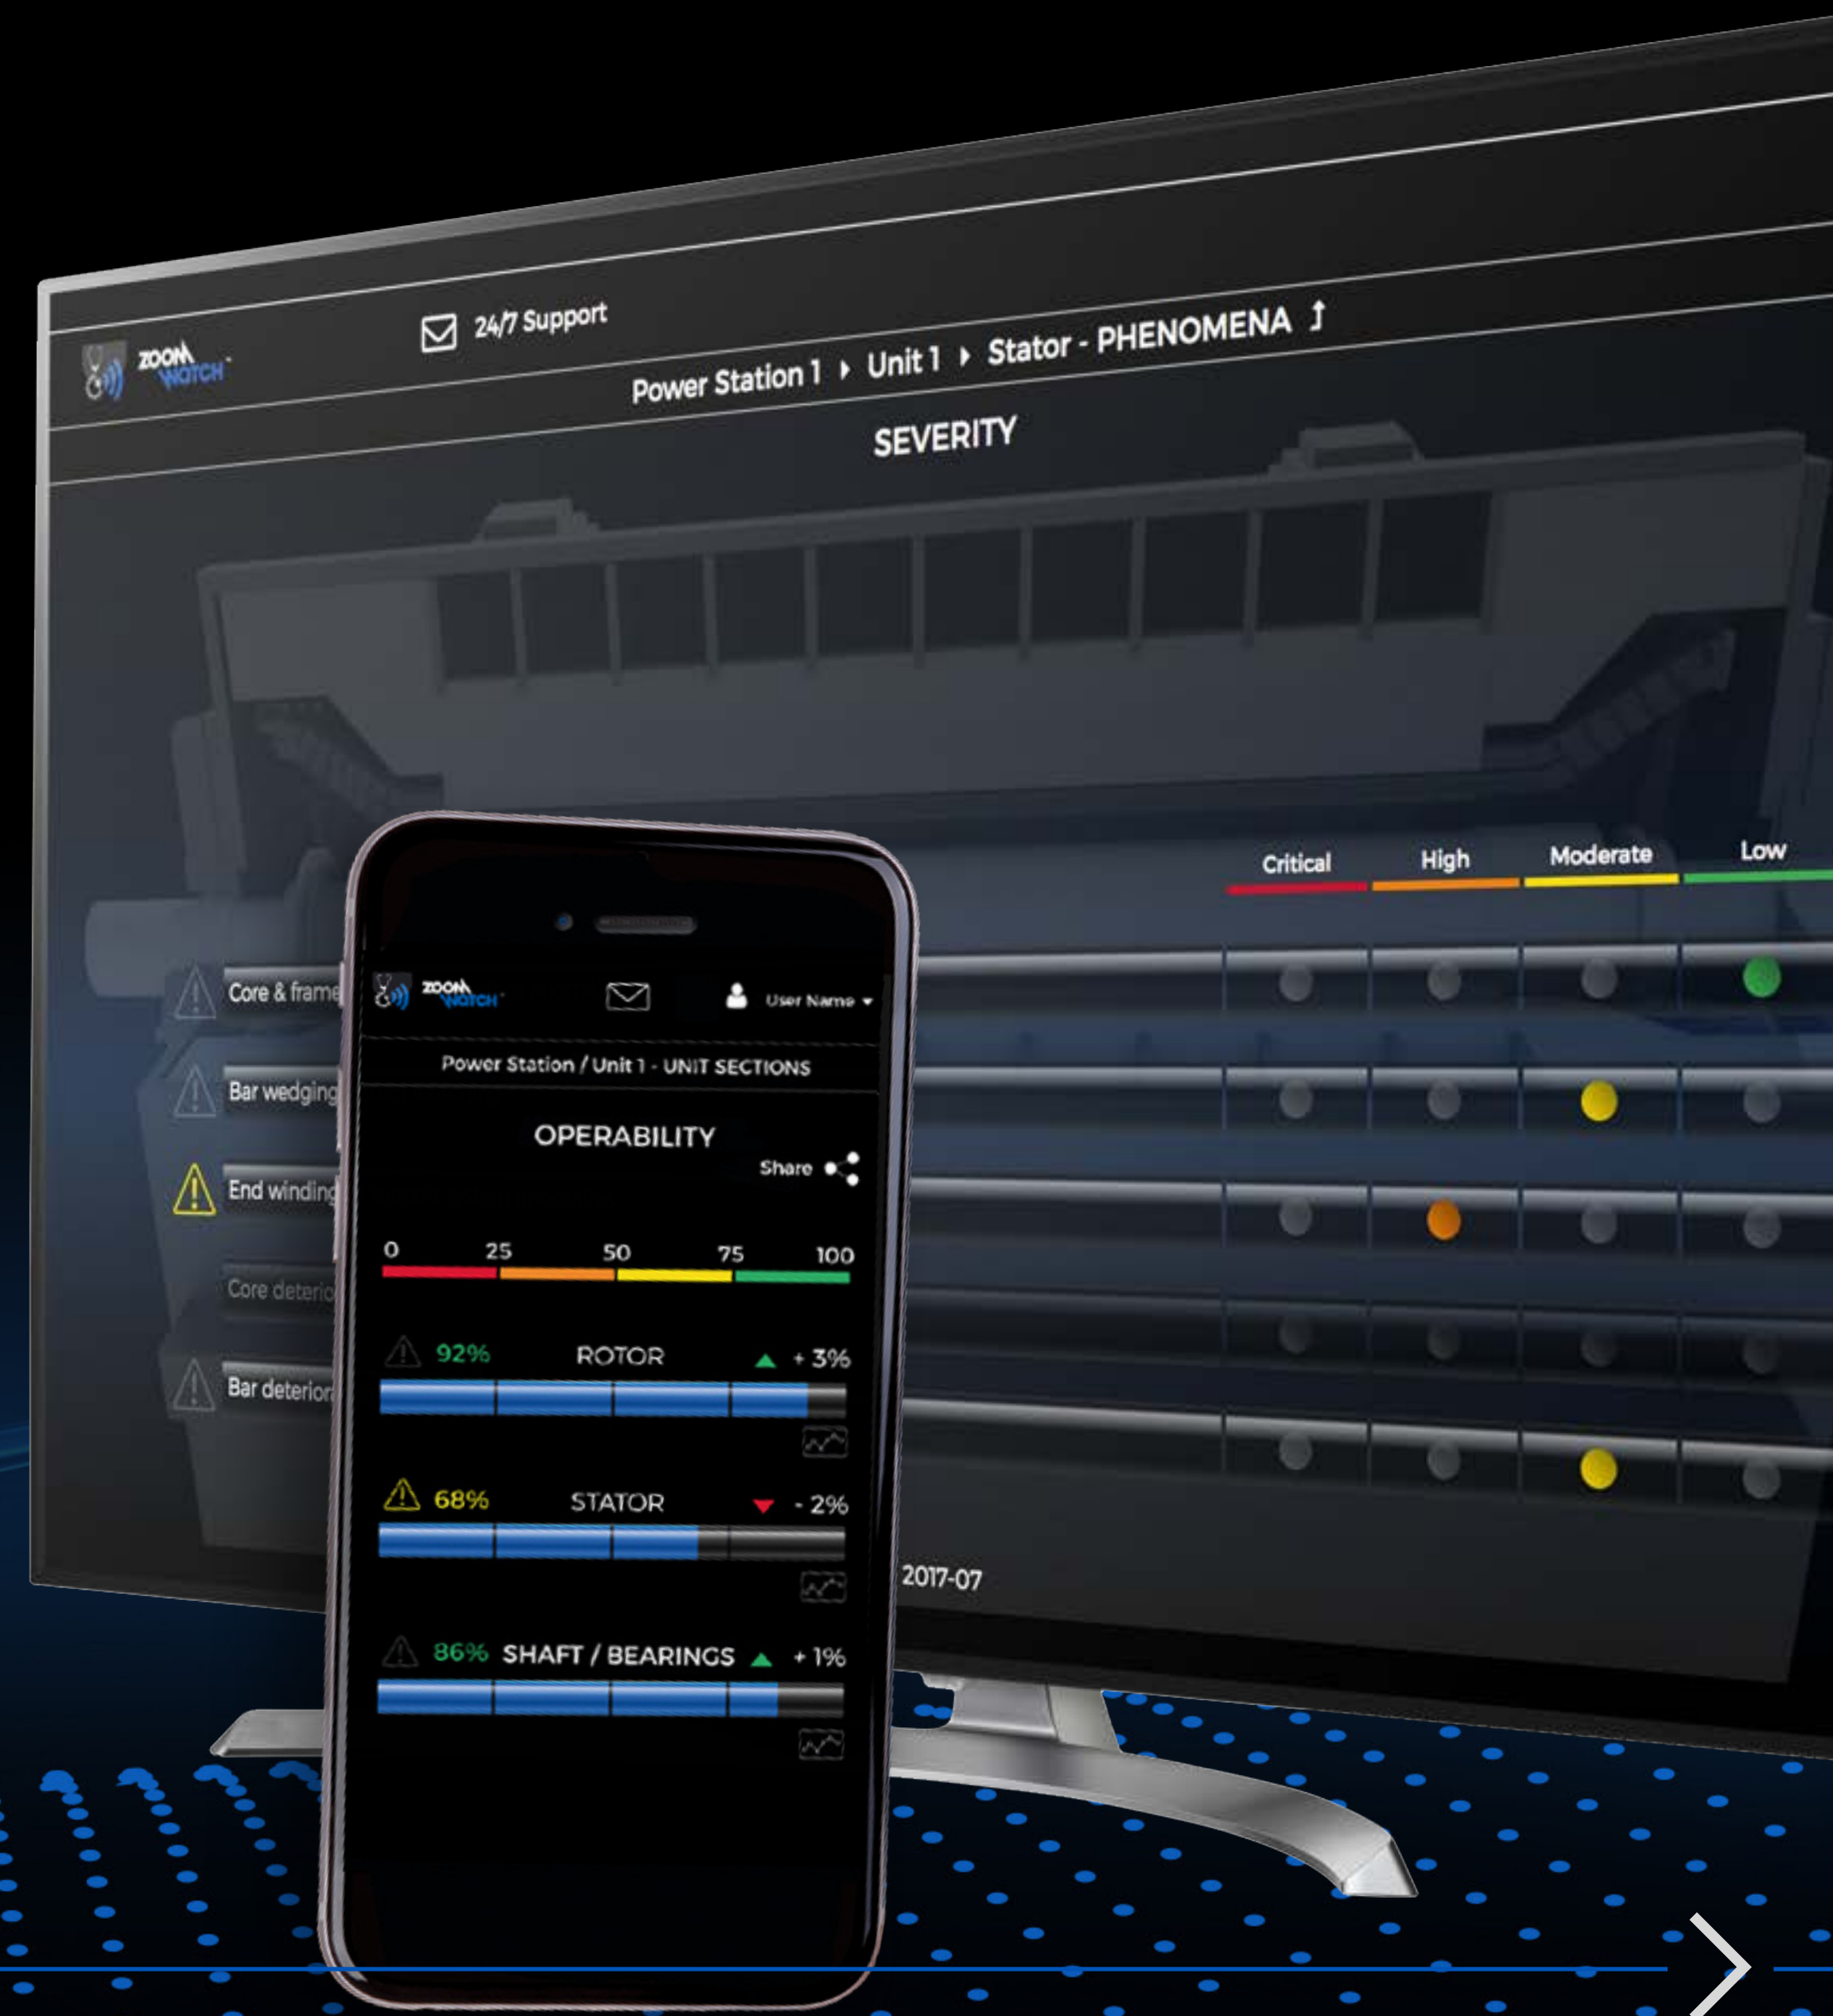 ZOOM
WATCH
24/7 Support
Power Station 1 Unit 1 Stator - PHENOMENA
SEVERITY
Critical High Moderate Low
Core & frame
Bar wedging
End winding
Core
Bar
2017-07
ZOOM
WATCH
User Name
Power Station / Unit 1 - UNIT SECTIONS
OPERABILITY
Share
0 25 50 75 100
92% ROTOR + 3%
68% STATOR - 2%
86% SHAFT / BEARINGS + 1%